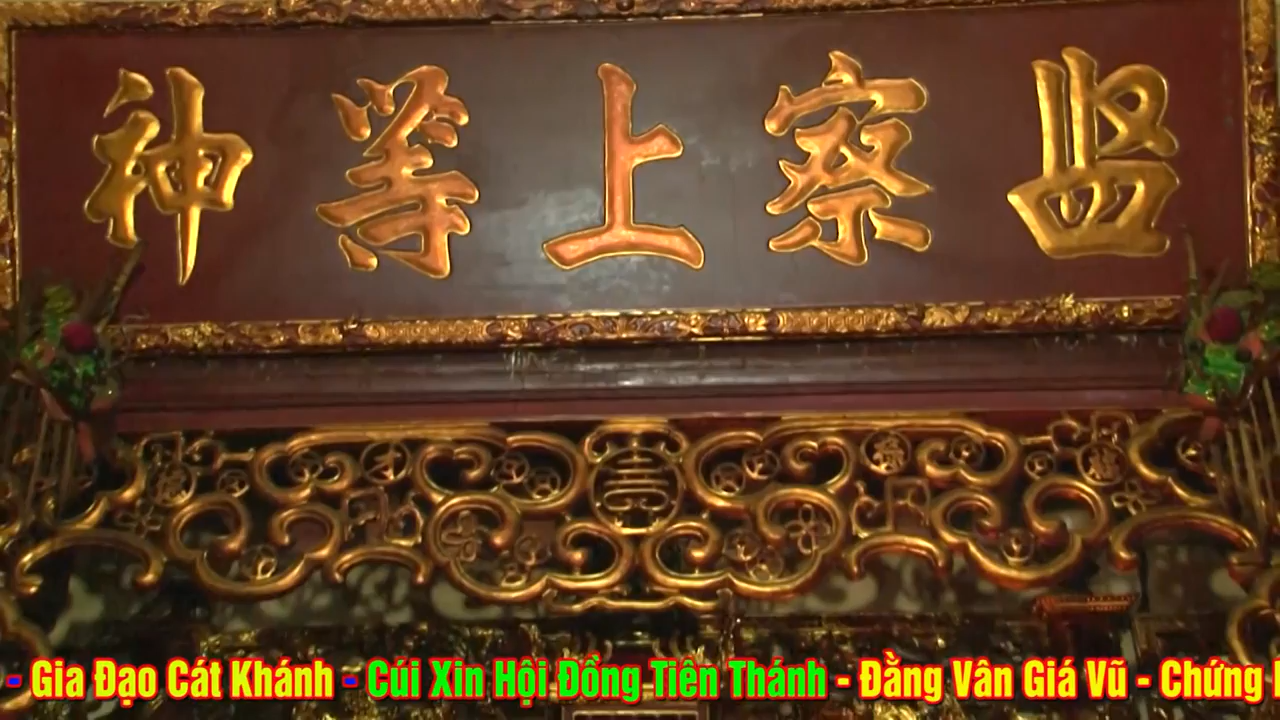 监察上等神
- Gia Đạo Cát Khánh - Cúi Xin Hội Đồng Tiên Thánh - Đằng Vân Giá Vũ - Chứng